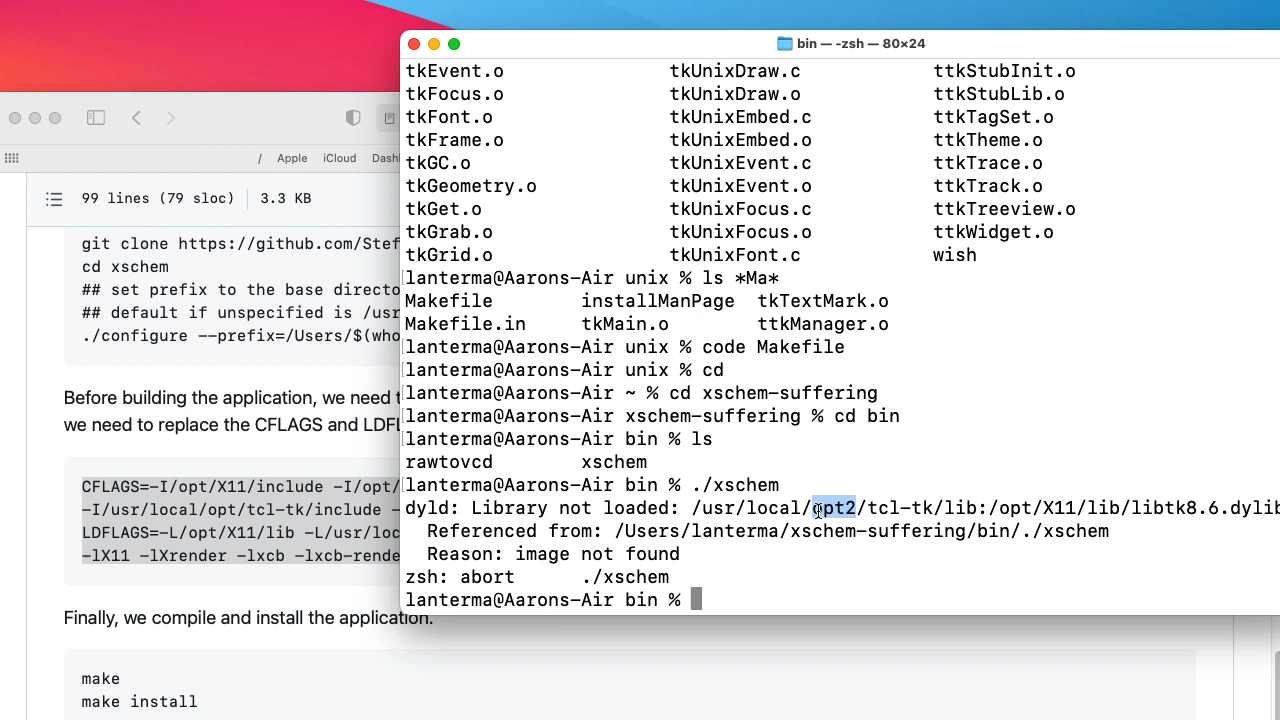 bin — -zsh — 80×24
tkEvent.o tkUnixDraw.c ttkStubInit.o
tkFocus.o tkUnixDraw.o ttkStubLib.o
tkFont.o tkUnixEmbed.c ttkTagSet.o
tkFrame.o tkUnixEmbed.o ttkTheme.o
tkGC.o tkUnixEvent.c ttkTrace.o
tkGeometry.o tkUnixEvent.o ttkTrack.o
tkGet.o tkUnixFocus.c ttkTreeview.o
tkGrab.o tkUnixFocus.o ttkWidget.o
tkGrid.o tkUnixFont.c wish
lanterma@Aarons-Air unix % ls *Ma*
Makefile installManPage tkTextMark.o
Makefile.in tkMain.o ttkManager.o
lanterma@Aarons-Air unix % code Makefile
lanterma@Aarons-Air unix % cd
lanterma@Aarons-Air ~ % cd xschem-suffering
lanterma@Aarons-Air xschem-suffering % cd bin
lanterma@Aarons-Air bin % ls
rawtovcd xschem
lanterma@Aarons-Air bin % ./xschem
dyld: Library not loaded: /usr/local/opt2/tcl-tk/lib:/opt/X11/lib/libtk8.6.dylib
Referenced from: /Users/lanterma/xschem-suffering/bin/./xschem
Reason: image not found
zsh: abort ./xschem
lanterma@Aarons-Air bin %
/ Apple iCloud Dash
99 lines (79 sloc) 3.3 KB
git clone https://github.com/Stef
cd xschem
## set prefix to the base directo
## default if unspecified is /usr
./configure --prefix=/Users/$(who
Before building the application, we need
we need to replace the CFLAGS and LDFL
CFLAGS=-I/opt/X11/include -I/opt/
-I/usr/local/opt/tcl-tk/include -
LDFLAGS=-L/opt/X11/lib -L/usr/loc
-lX11 -lXrender -lxcb -lxcb-rende
Finally, we compile and install the application.
make
make install